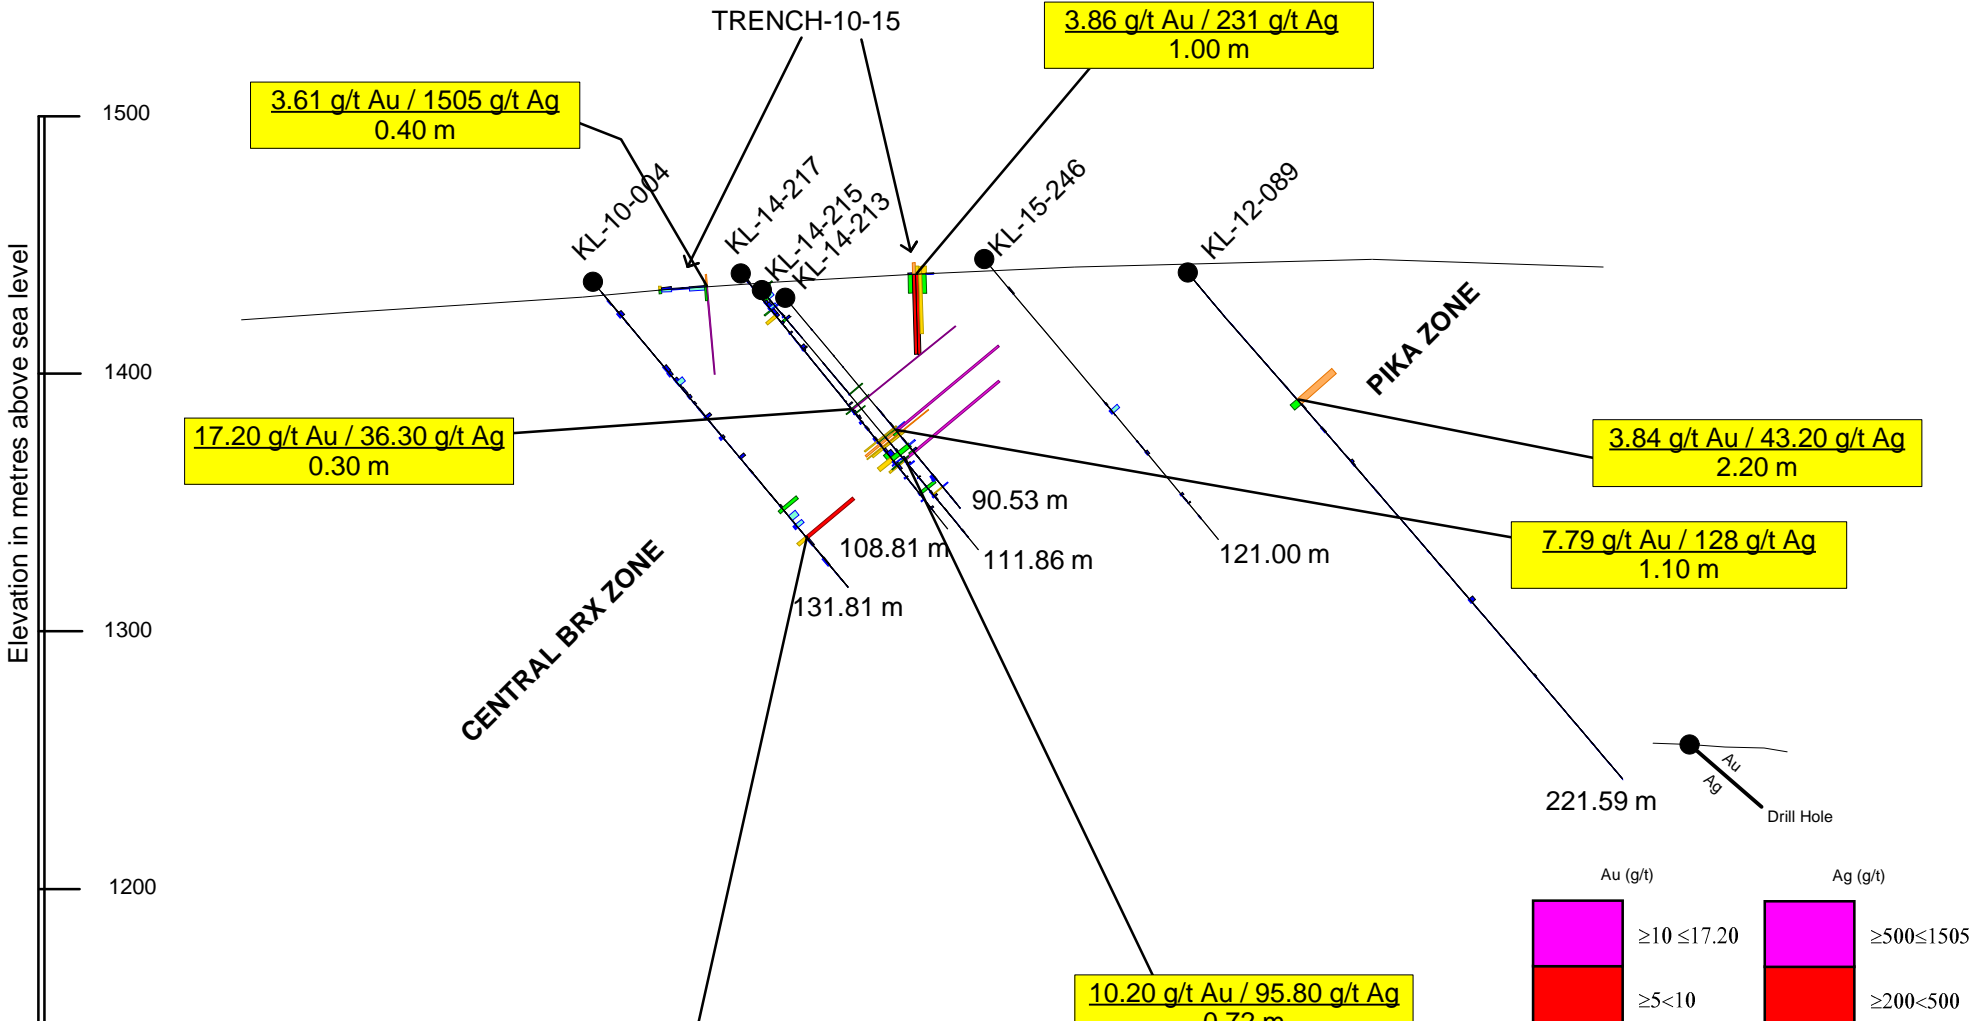 TRENCH-10-15
3.86 g/t Au / 231 g/t Ag
1.00 m
3.61 g/t Au / 1505 g/t Ag
0.40 m
1500
KL-10-004
KL-14-217
KL-14-215
KL-14-213
KL-15-246
KL-12-089
Elevation in metres above sea level
1400
PIKA ZONE
17.20 g/t Au / 36.30 g/t Ag
0.30 m
3.84 g/t Au / 43.20 g/t Ag
2.20 m
90.53 m
7.79 g/t Au / 128 g/t Ag
1.10 m
108.81 m
111.86 m
121.00 m
131.81 m
1300
CENTRAL BRX ZONE
Au
Ag
221.59 m
Drill Hole
1200
Au (g/t)
Ag (g/t)
≥10 ≤17.20
≥500≤1505
10.20 g/t Au / 95.80 g/t Ag
0.72 m
≥5<10
≥200<500